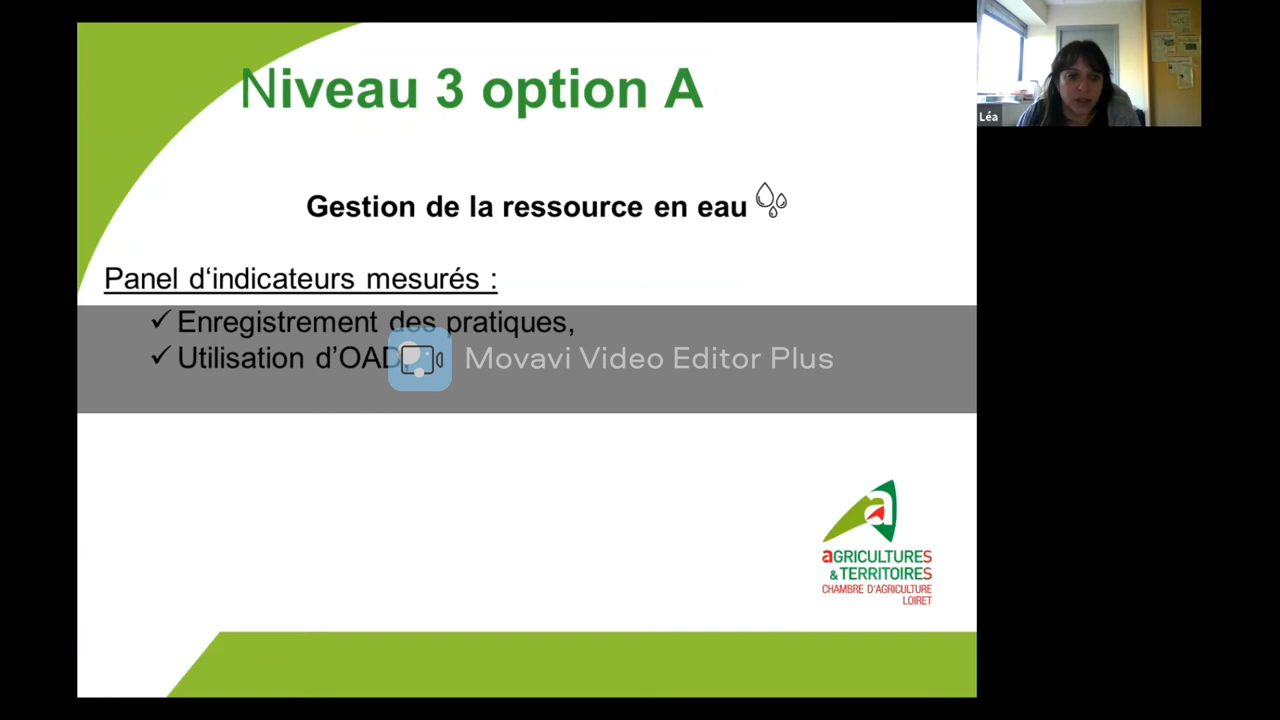 Niveau 3 option A
Léa
Gestion de la ressource en eau
Panel d‘indicateurs mesurés :
Enregistrement des pratiques,
Utilisation d’OAD,
Movavi Video Editor Plus
a
aGRICULTURES
& TERRITOIRES
CHAMBRE D'AGRICULTURE
LOIRET